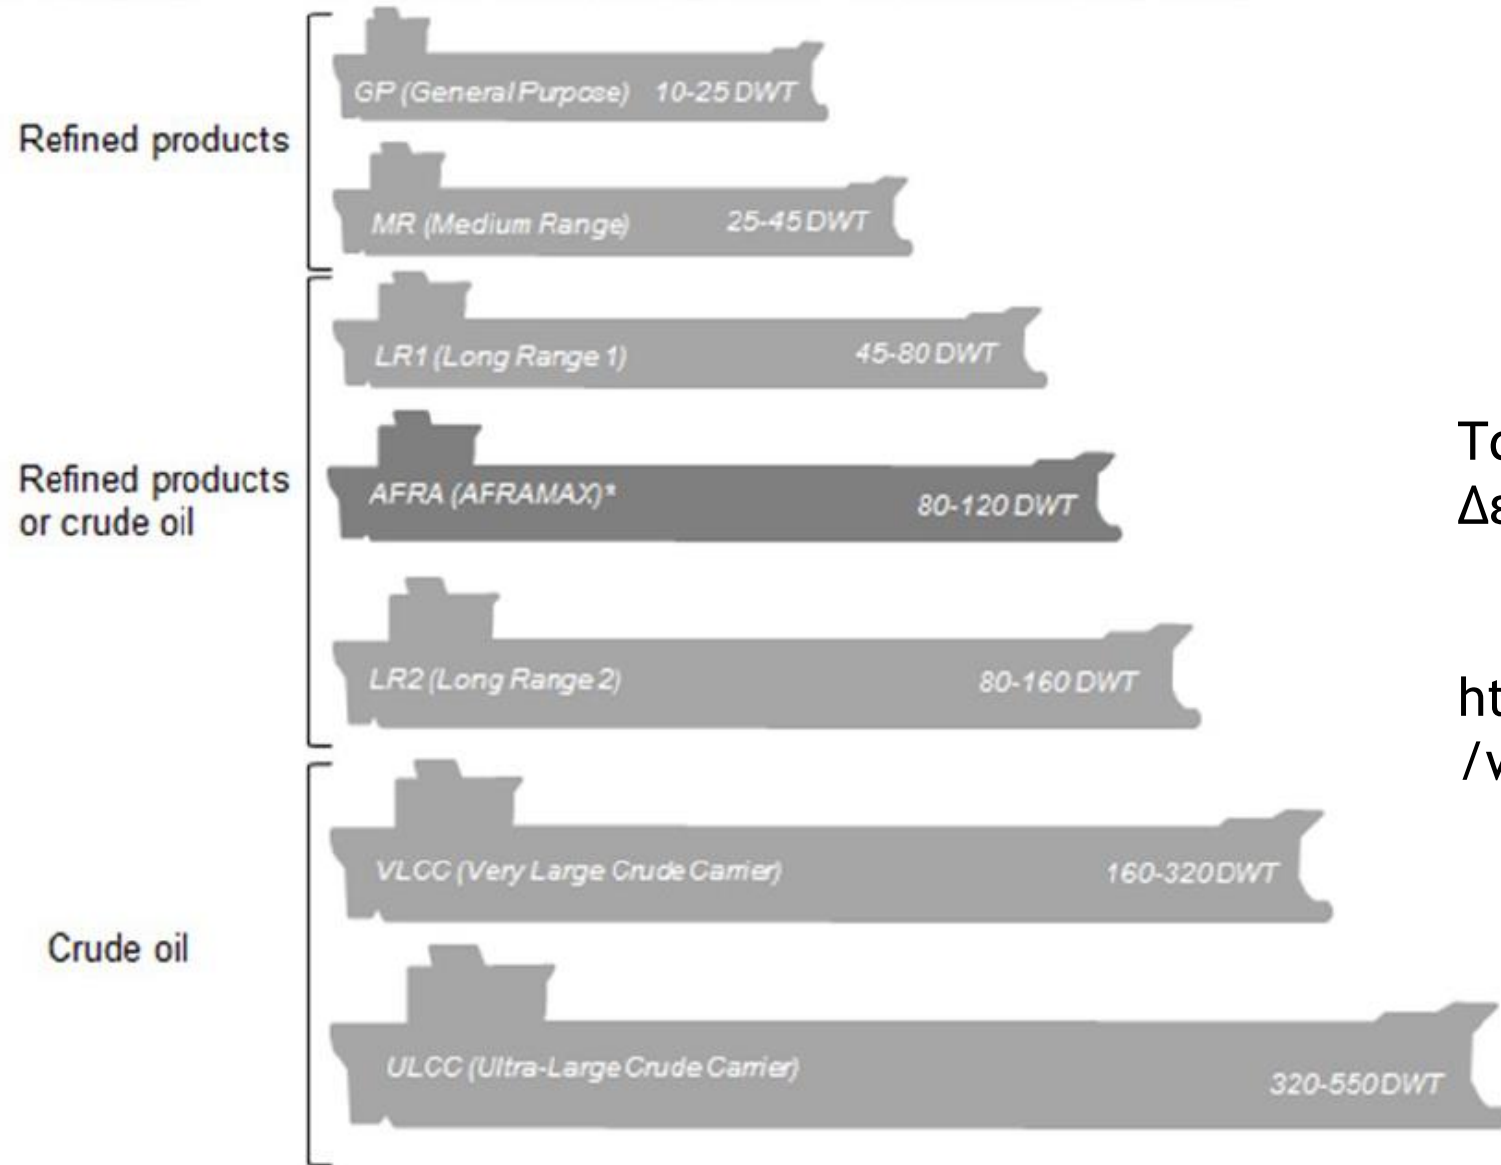 Refined products
GP (General Purpose) 10-25 DWT
MR (Medium Range) 25-45 DWT
Refined products
or crude oil
LR1 (Long Range 1) 45-80 DWT
AFRA (AFRAMAX)* 80-120 DWT
LR2 (Long Range 2) 80-160 DWT
Crude oil
VLCC (Very Large Crude Carrier) 160-320 DWT
ULCC (Ultra-Large Crude Carrier) 320-550 DWT